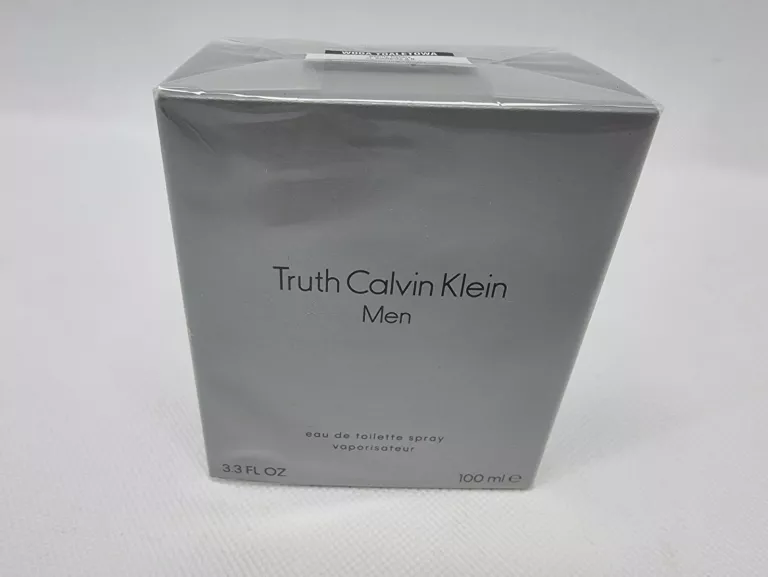 WODA TOALETOWA
Truth Calvin Klein
Men
eau de toilette spray
vaporisateur
3.3 FL OZ
100 ml ℮